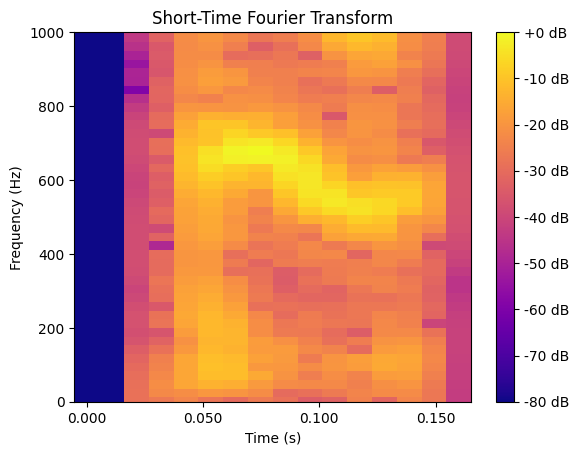 Short-Time Fourier Transform
1000
800
600
400
200
0
Frequency (Hz)
0.000
0.050
0.100
0.150
Time (s)
+0 dB
-10 dB
-20 dB
-30 dB
-40 dB
-50 dB
-60 dB
-70 dB
-80 dB